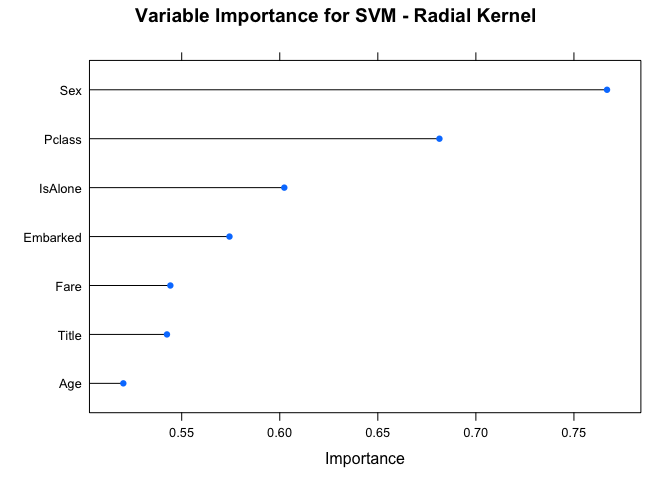 Variable Importance for SVM - Radial Kernel
Sex
Pclass
IsAlone
Embarked
Fare
Title
Age
0.55 0.60 0.65 0.70 0.75
Importance